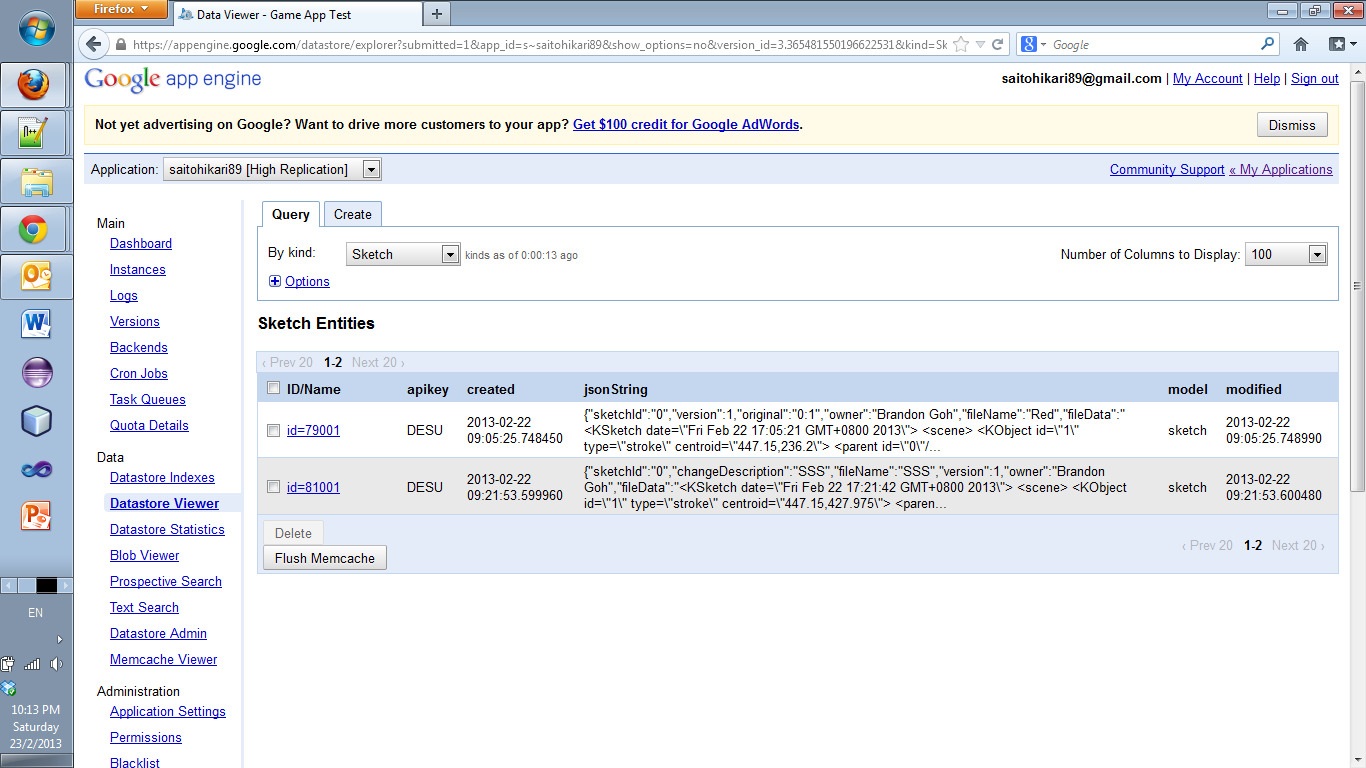 Firefox
Data Viewer - Game App Test
https://appengine.google.com/datastore/explorer?submitted=1&app_id=s~saitohikari89&show_options=no&version_id=3.365481550196622531&kind=Sk
Google
Google app engine
saitohikari89@gmail.com | My Account | Help | Sign out
Not yet advertising on Google? Want to drive more customers to your app? Get $100 credit for Google AdWords.
Dismiss
Application: saitohikari89 [High Replication]
Community Support « My Applications
Main
Dashboard
Instances
Logs
Versions
Backends
Cron Jobs
Task Queues
Quota Details
Data
Datastore Indexes
Datastore Viewer
Datastore Statistics
Blob Viewer
Prospective Search
Text Search
Datastore Admin
Memcache Viewer
Administration
Application Settings
Permissions
Blacklist
Query Create
By kind: Sketch kinds as of 0:00:13 ago
Number of Columns to Display: 100
Options
Sketch Entities
‹ Prev 20 1-2 Next 20 ›
ID/Name apikey created jsonString model modified
id=79001 DESU
2013-02-22
09:05:25.748450
{"sketchId":"0","version":1,"original":"0:1","owner":"Brandon Goh","fileName":"Red","fileData":"
<KSketch date=\"Fri Feb 22 17:05:21 GMT+0800 2013\"> <scene> <KObject id=\"1\"
type=\"stroke\" centroid=\"447.15,236.2\"> <parent id=\"0\"/...
sketch
2013-02-22
09:05:25.748990
id=81001 DESU
2013-02-22
09:21:53.599960
{"sketchId":"0","changeDescription":"SSS","fileName":"SSS","version":1,"owner":"Brandon
Goh","fileData":"<KSketch date=\"Fri Feb 22 17:21:42 GMT+0800 2013\"> <scene> <KObject
id=\"1\" type=\"stroke\" centroid=\"447.15,427.975\"> <paren...
sketch
2013-02-22
09:21:53.600480
Delete
Flush Memcache
‹ Prev 20 1-2 Next 20 ›
EN
10:13 PM
Saturday
23/2/2013